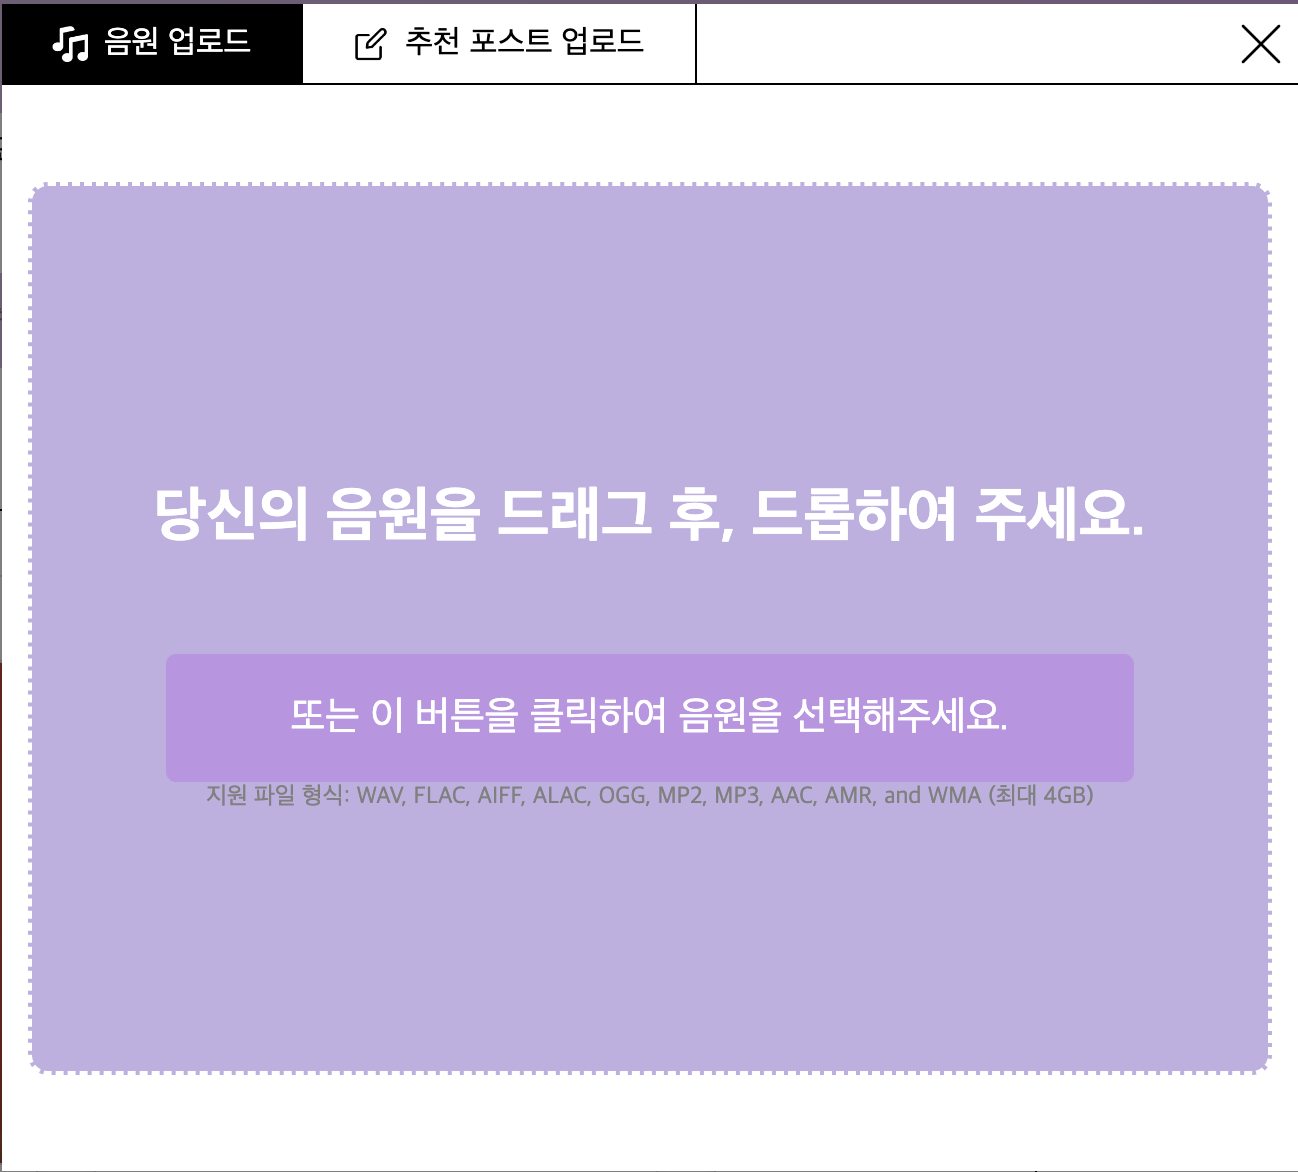 음원 업로드
추천 포스트 업로드
당신의 음원을 드래그 후, 드롭하여 주세요.
또는 이 버튼을 클릭하여 음원을 선택해주세요.
지원 파일 형식: WAV, FLAC, AIFF, ALAC, OGG, MP2, MP3, AAC, AMR, and WMA (최대 4GB)